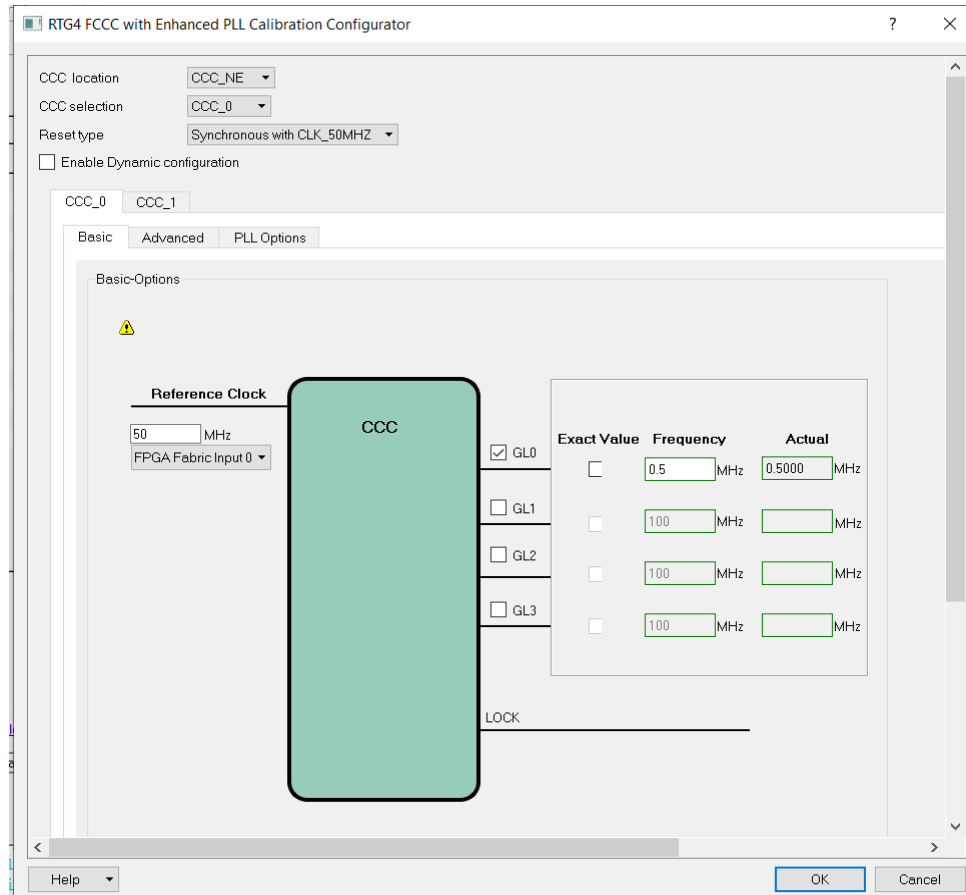 RTG4 FCCC with Enhanced PLL Calibration Configurator ?
CCC location CCC_NE
CCC selection CCC_0
Reset type Synchronous with CLK_50MHZ
Enable Dynamic configuration
CCC_0 CCC_1
Basic Advanced PLL Options
Basic-Options
Reference Clock
50 MHz
FPGA Fabric Input 0
CCC
Exact Value Frequency Actual
GL0 0.5 MHz 0.5000 MHz
GL1 100 MHz MHz
GL2 100 MHz MHz
GL3 100 MHz MHz
LOCK
Help OK Cancel